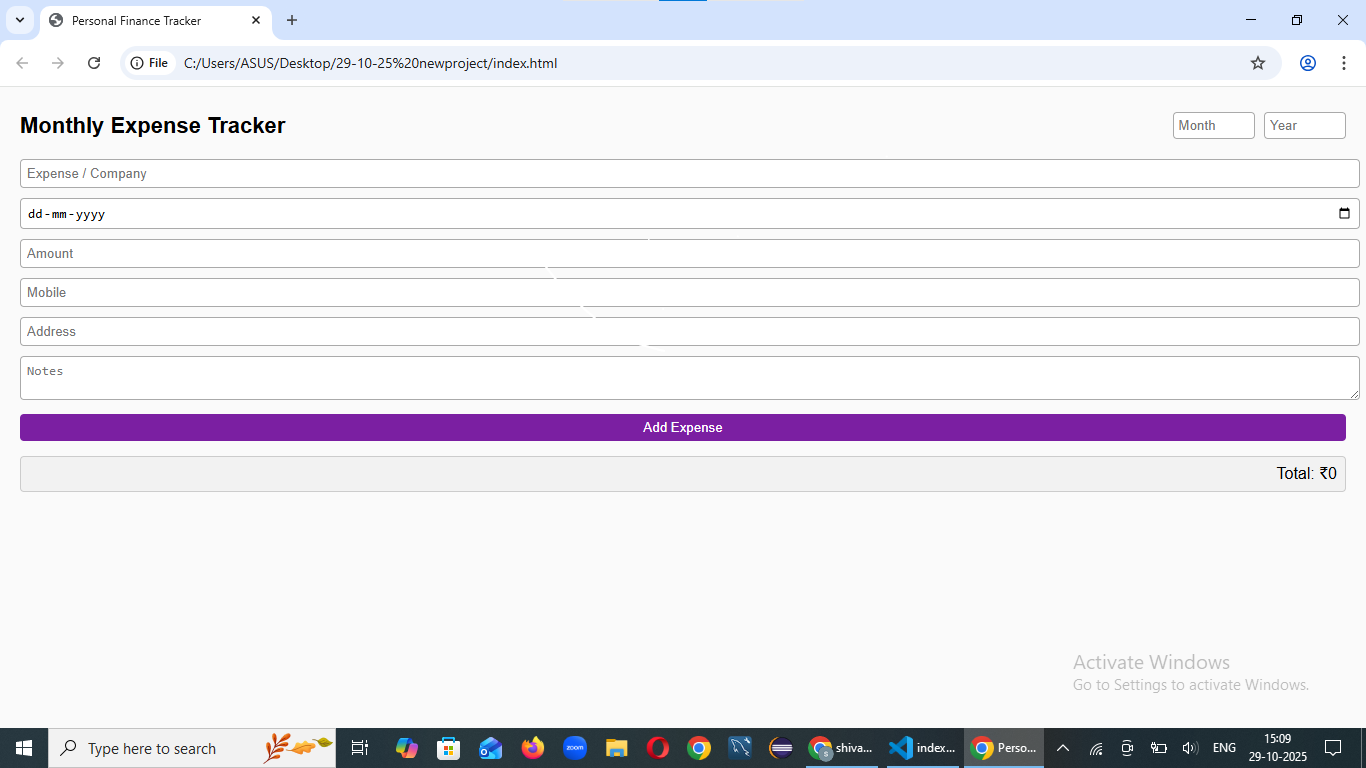 Personal Finance Tracker
File C:/Users/ASUS/Desktop/29-10-25%20newproject/index.html
Monthly Expense Tracker Month Year
Expense / Company
dd-mm-yyyy
Amount
Mobile
Address
Notes
Add Expense
Total: ₹0
Activate Windows
Go to Settings to activate Windows.
Type here to search zoom S shiva... index... Perso... ENG 15:09
29-10-2025